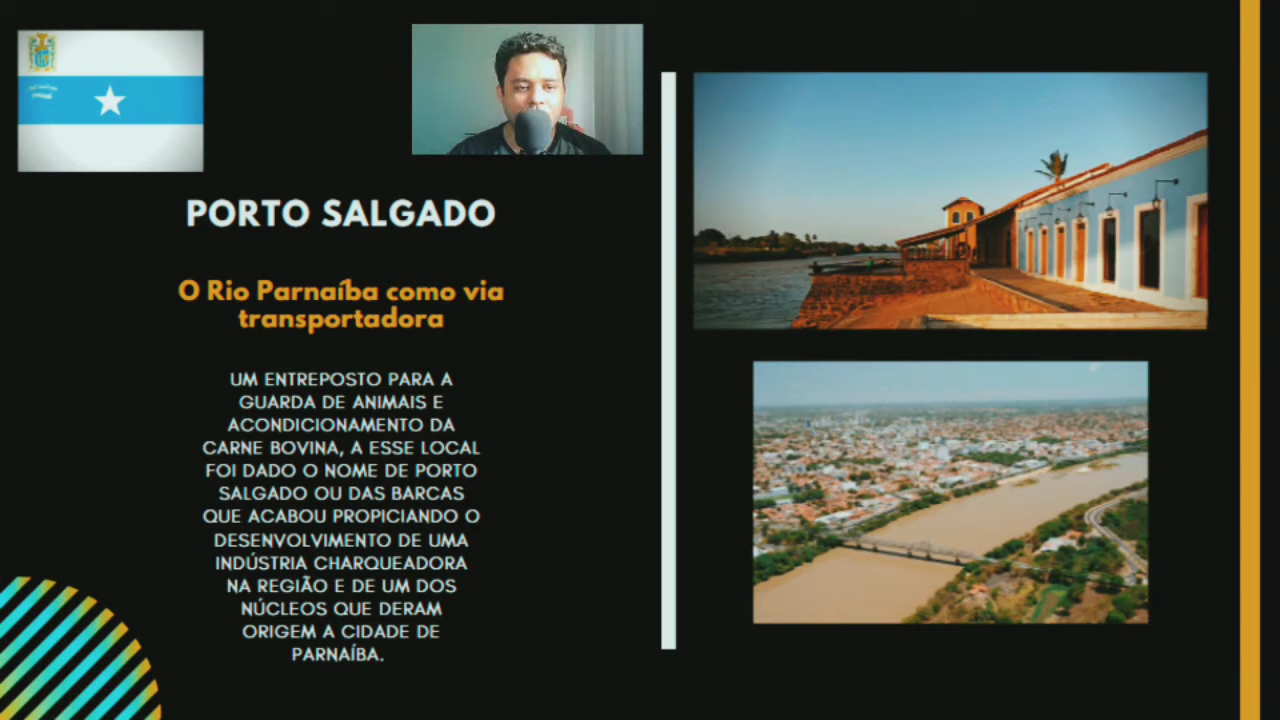 PORTO SALGADO
O Rio Parnaíba como via
transportadora
UM ENTREPOSTO PARA A
GUARDA DE ANIMAIS E
ACONDICIONAMENTO DA
CARNE BOVINA, A ESSE LOCAL
FOI DADO O NOME DE PORTO
SALGADO OU DAS BARCAS
QUE ACABOU PROPICIANDO O
DESENVOLVIMENTO DE UMA
INDÚSTRIA CHARQUEADORA
NA REGIÃO E DE UM DOS
NÚCLEOS QUE DERAM
ORIGEM A CIDADE DE
PARNAÍBA.